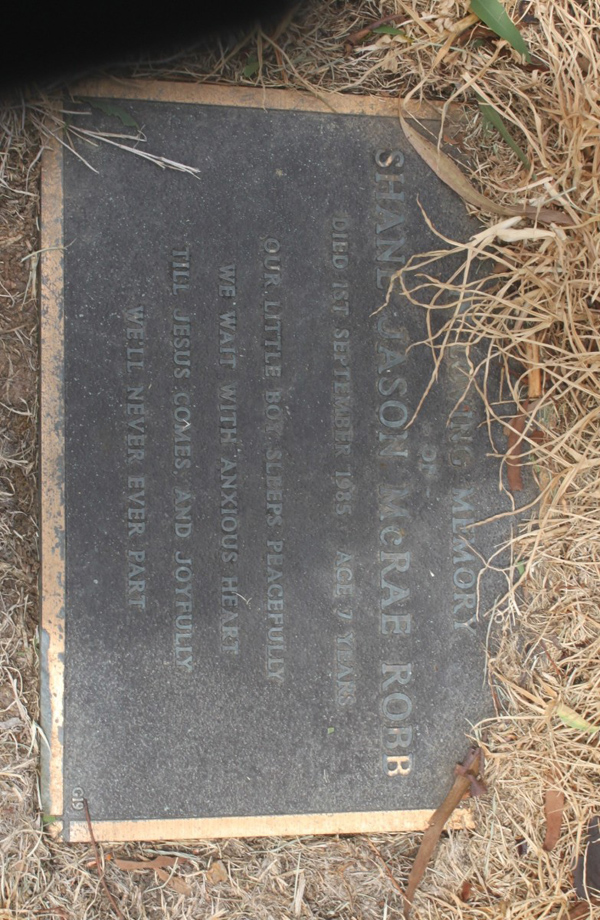 IN LOVING MEMORY
OF
SHANE JASON MCRAE ROBB
DIED 1ST SEPTEMBER 1985 AGE 7 YEARS
OUR LITTLE BOY SLEEPS PEACEFULLY
WE WAIT WITH ANXIOUS HEART
TILL JESUS COMES AND JOYFULLY
WE'LL NEVER EVER PART
G19